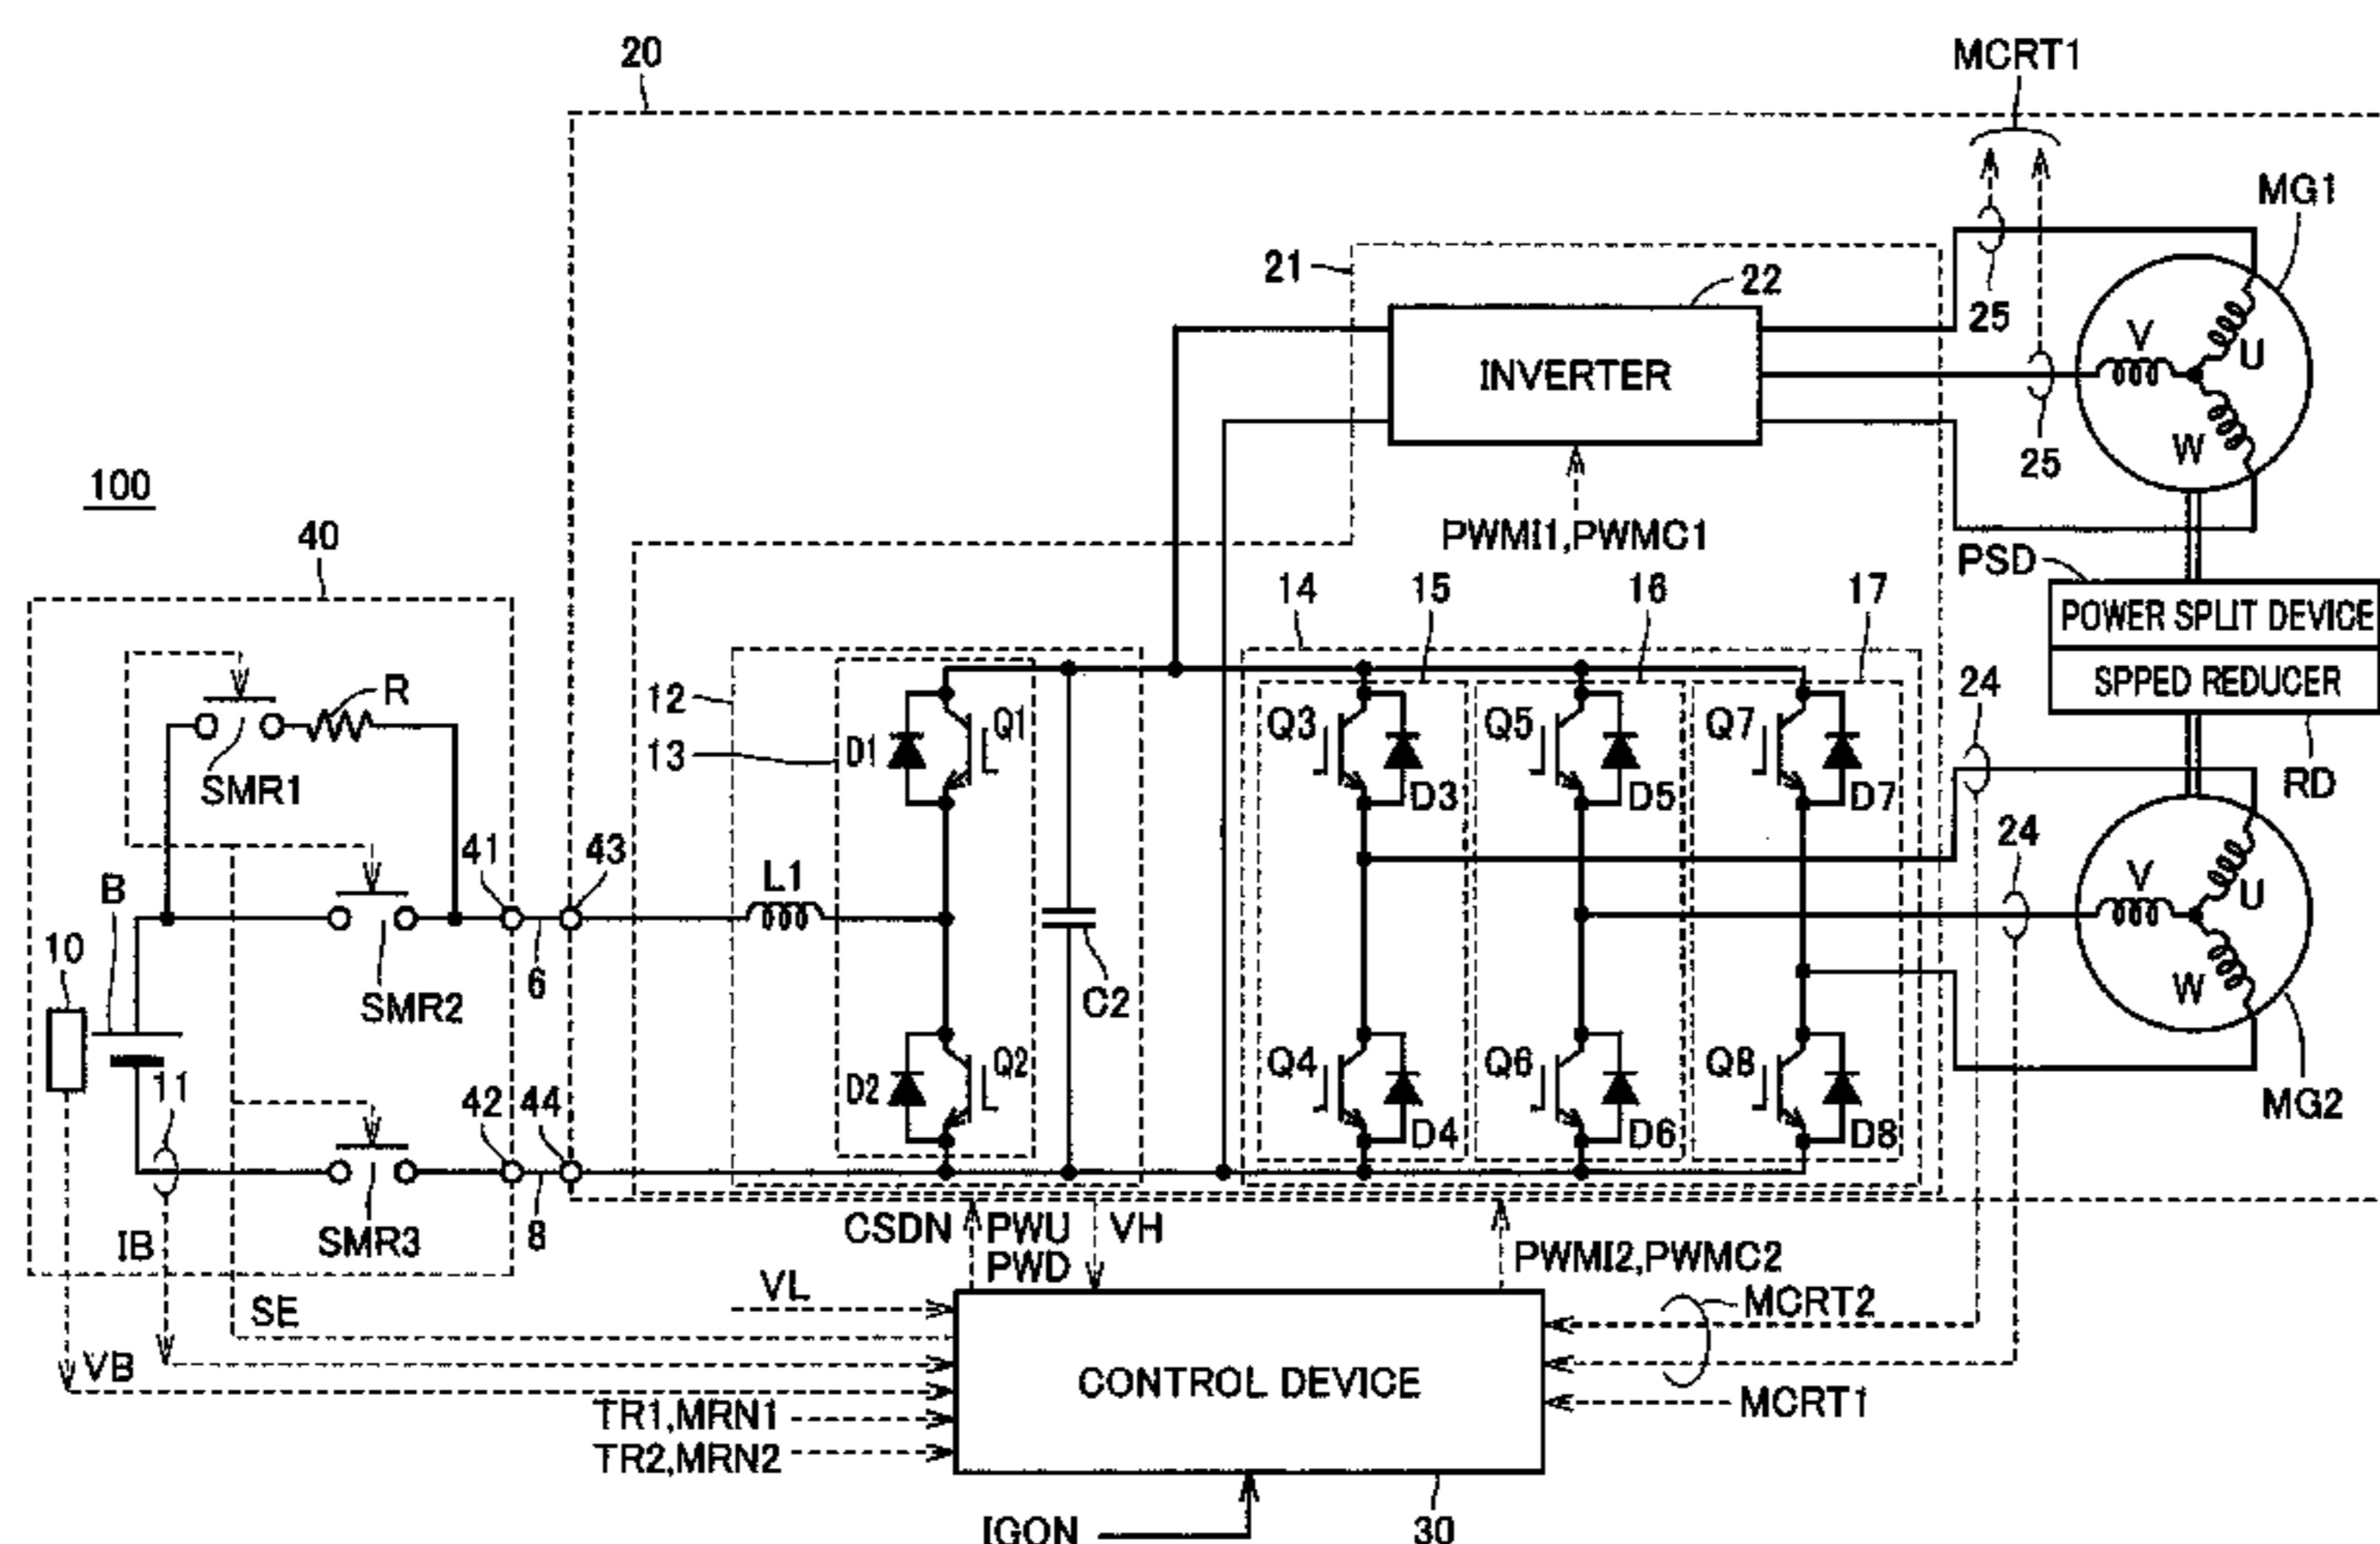 20
MCRT1
MG1
21
22
25
INVERTER
V
U
W
25
100
40
PWMI1,PWMC1
PSD
14
15
16
17
POWER SPLIT DEVICE
SPPED REDUCER
12
13
R
SMR1
D1
Q1
Q3
D3
Q5
D5
Q7
D7
24
RD
24
B
10
41
43
L1
6
SMR2
C2
V
U
W
MG2
11
42
44
D2
Q2
Q4
D4
Q6
D6
Q8
D8
IB
SMR3
8
CSDN
PWU
PWD
VH
PWMI2,PWMC2
VL
SE
VB
MCRT2
CONTROL DEVICE
MCRT1
TR1,MRN1
TR2,MRN2
IGON
30